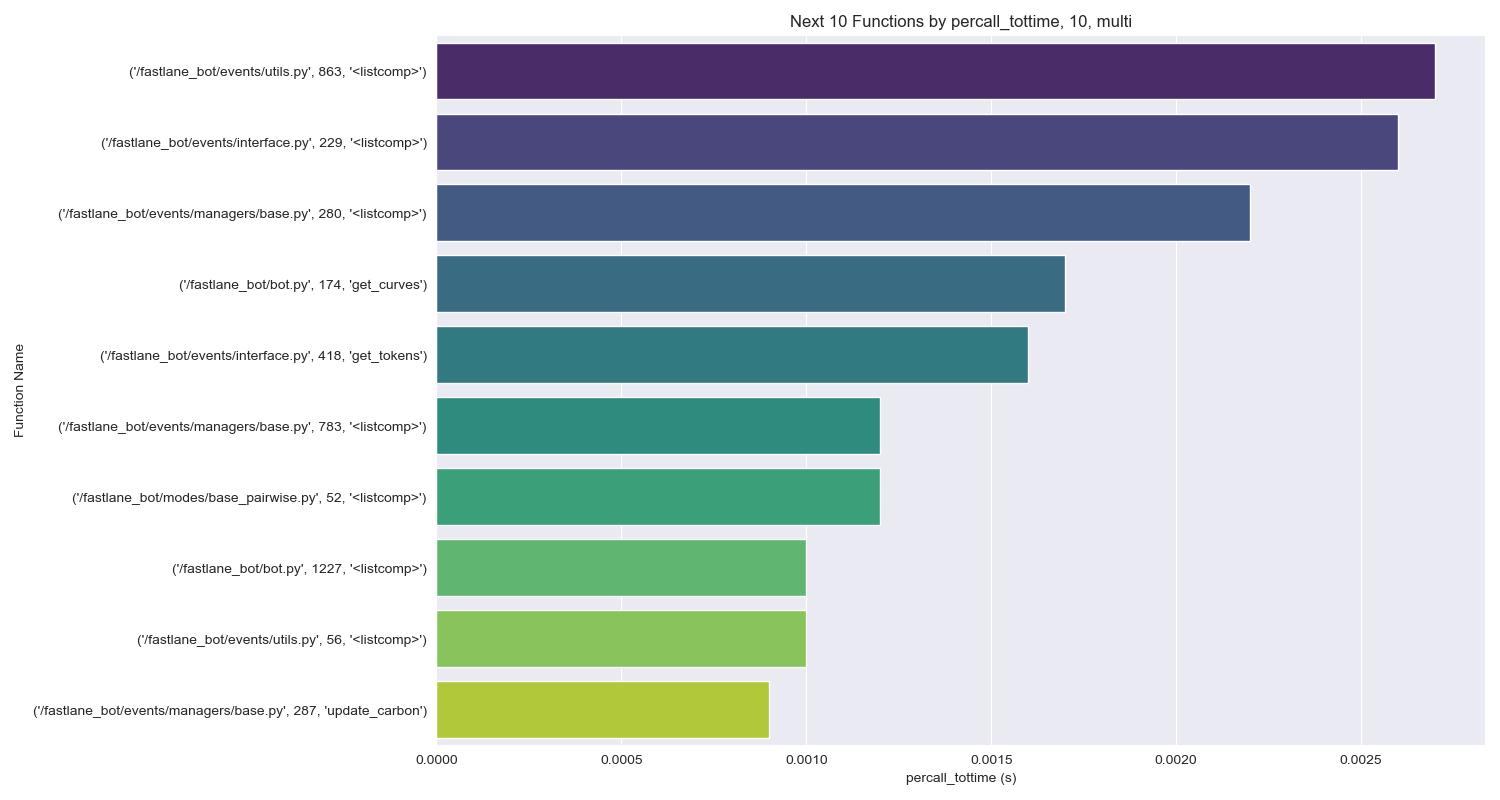 Next 10 Functions by percall_tottime, 10, multi
('/fastlane_bot/events/utils.py', 863, '<listcomp>')
('/fastlane_bot/events/interface.py', 229, '<listcomp>')
('/fastlane_bot/events/managers/base.py', 280, '<listcomp>')
('/fastlane_bot/bot.py', 174, 'get_curves')
('/fastlane_bot/events/interface.py', 418, 'get_tokens')
('/fastlane_bot/events/managers/base.py', 783, '<listcomp>')
('/fastlane_bot/modes/base_pairwise.py', 52, '<listcomp>')
('/fastlane_bot/bot.py', 1227, '<listcomp>')
('/fastlane_bot/events/utils.py', 56, '<listcomp>')
('/fastlane_bot/events/managers/base.py', 287, 'update_carbon')
Function Name
0.0000 0.0005 0.0010 0.0015 0.0020 0.0025
percall_tottime (s)